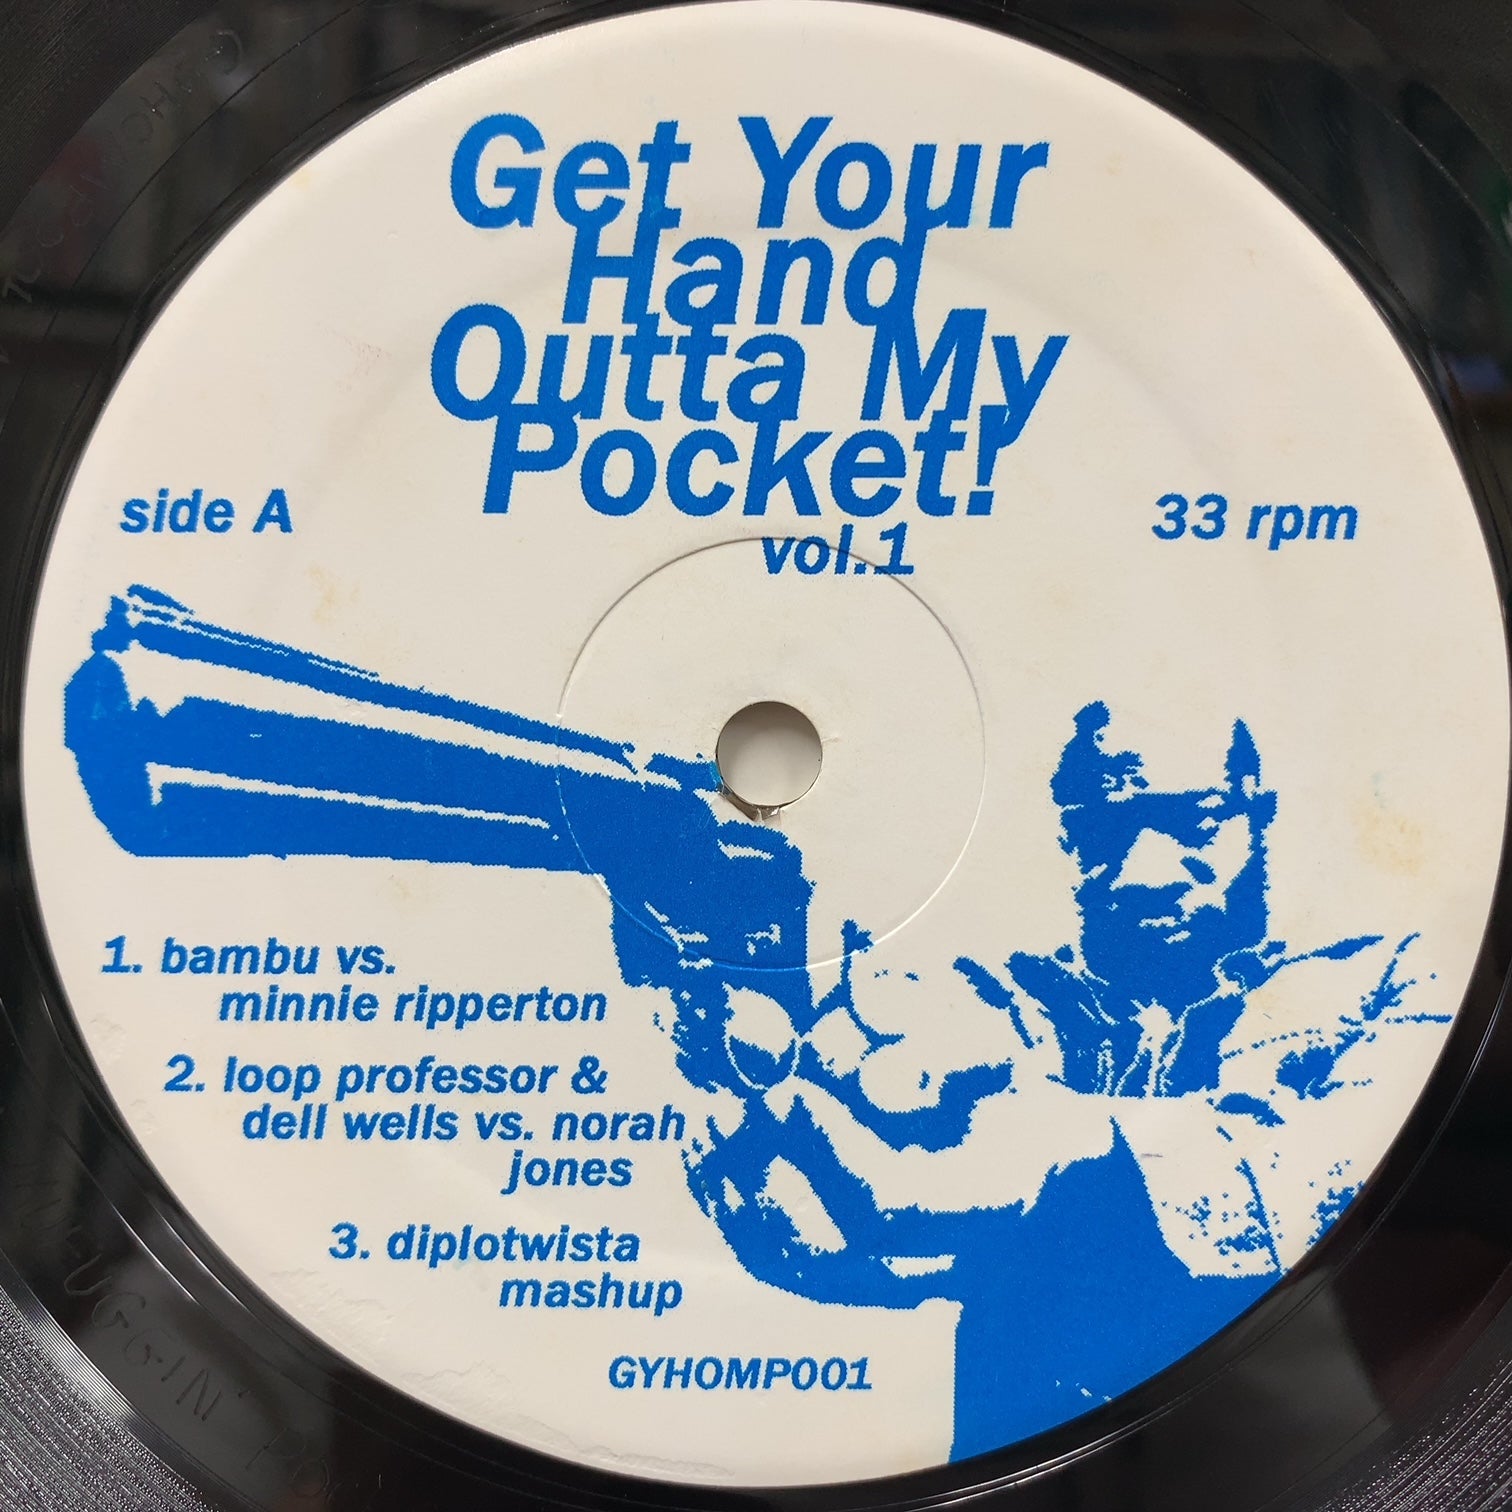 Get Your
Hand
Outta My
Pocket!
vol.1
side A
33 rpm
1. bambu vs.
minnie ripperton
2. loop professor &
dell wells vs. norah
jones
3. diplotwista
mashup
GYHOMP001